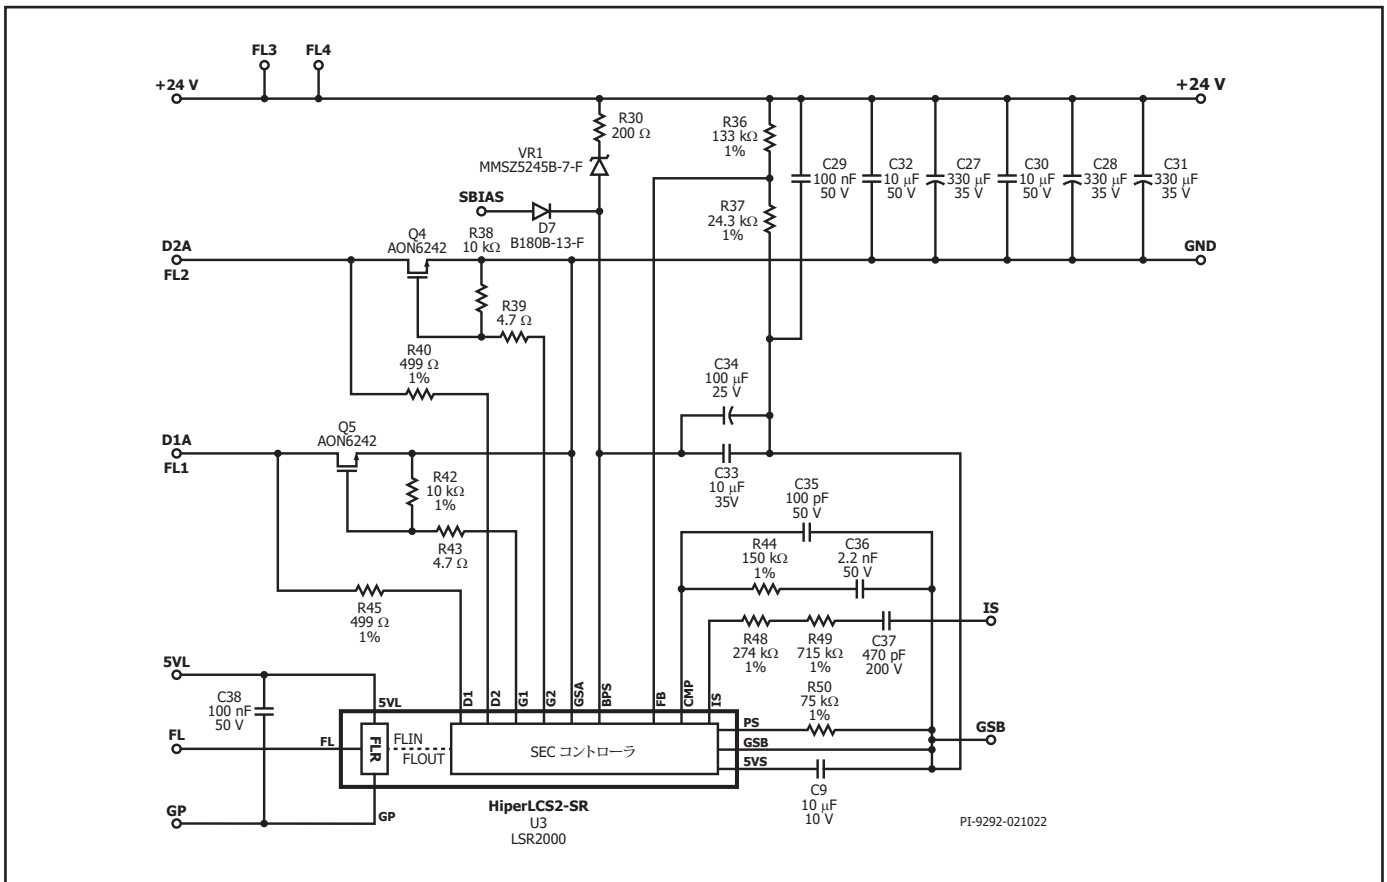 FL3
FL4
+24 V
+24 V
R30
200 Ω
R36
133 kΩ
1%
VR1
MMSZ5245B-7-F
C29
100 nF
50 V
C32
10 µF
50 V
C27
330 µF
35 V
C30
10 µF
50 V
C28
330 µF
35 V
C31
330 µF
35 V
SBIAS
R37
24.3 kΩ
1%
D7
B180B-13-F
D2A
FL2
Q4
AON6242
R38
10 kΩ
GND
R39
4.7 Ω
R40
499 Ω
1%
C34
100 µF
25 V
D1A
FL1
Q5
AON6242
R42
10 kΩ
1%
C33
10 µF
35V
C35
100 pF
50 V
R43
4.7 Ω
R44
150 kΩ
1%
C36
2.2 nF
50 V
R45
499 Ω
1%
IS
R48
274 kΩ
1%
R49
715 kΩ
1%
C37
470 pF
200 V
5VL
C38
100 nF
50 V
5VL
D1
D2
G1
G2
GSA
BPS
FB
CMP
IS
R50
75 kΩ
1%
PS
GSB
5VS
GSB
FL
FL
FLR
FLIN
FLOUT
SEC コントローラ
C9
10 µF
10 V
GP
GP
HiperLCS2-SR
U3
LSR2000
PI-9292-021022